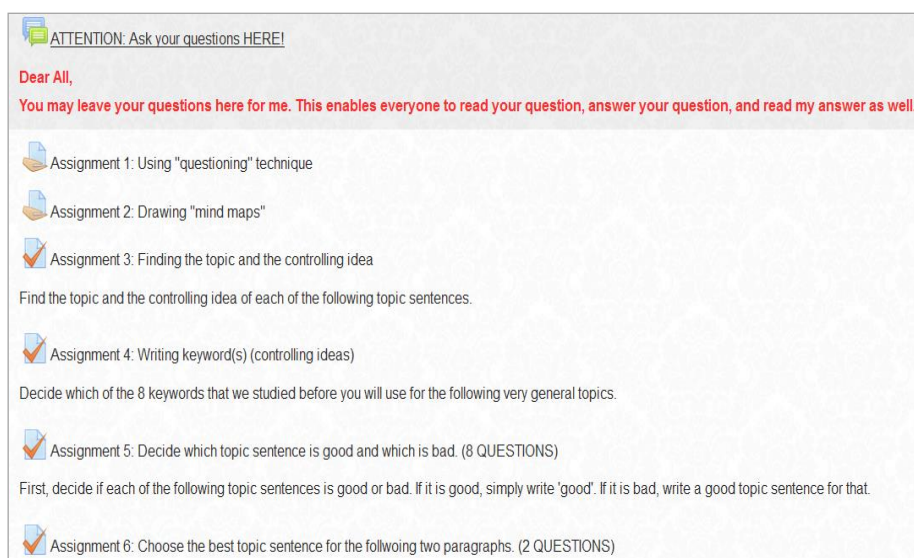 ATTENTION: Ask your questions HERE!
Dear All,
You may leave your questions here for me. This enables everyone to read your question, answer your question, and read my answer as well.
Assignment 1: Using "questioning" technique
Assignment 2: Drawing "mind maps"
Assignment 3: Finding the topic and the controlling idea
Find the topic and the controlling idea of each of the following topic sentences.
Assignment 4: Writing keyword(s) (controlling ideas)
Decide which of the 8 keywords that we studied before you will use for the following very general topics.
Assignment 5: Decide which topic sentence is good and which is bad. (8 QUESTIONS)
First, decide if each of the following topic sentences is good or bad. If it is good, simply write 'good'. If it is bad, write a good topic sentence for that.
Assignment 6: Choose the best topic sentence for the follwoing two paragraphs. (2 QUESTIONS)